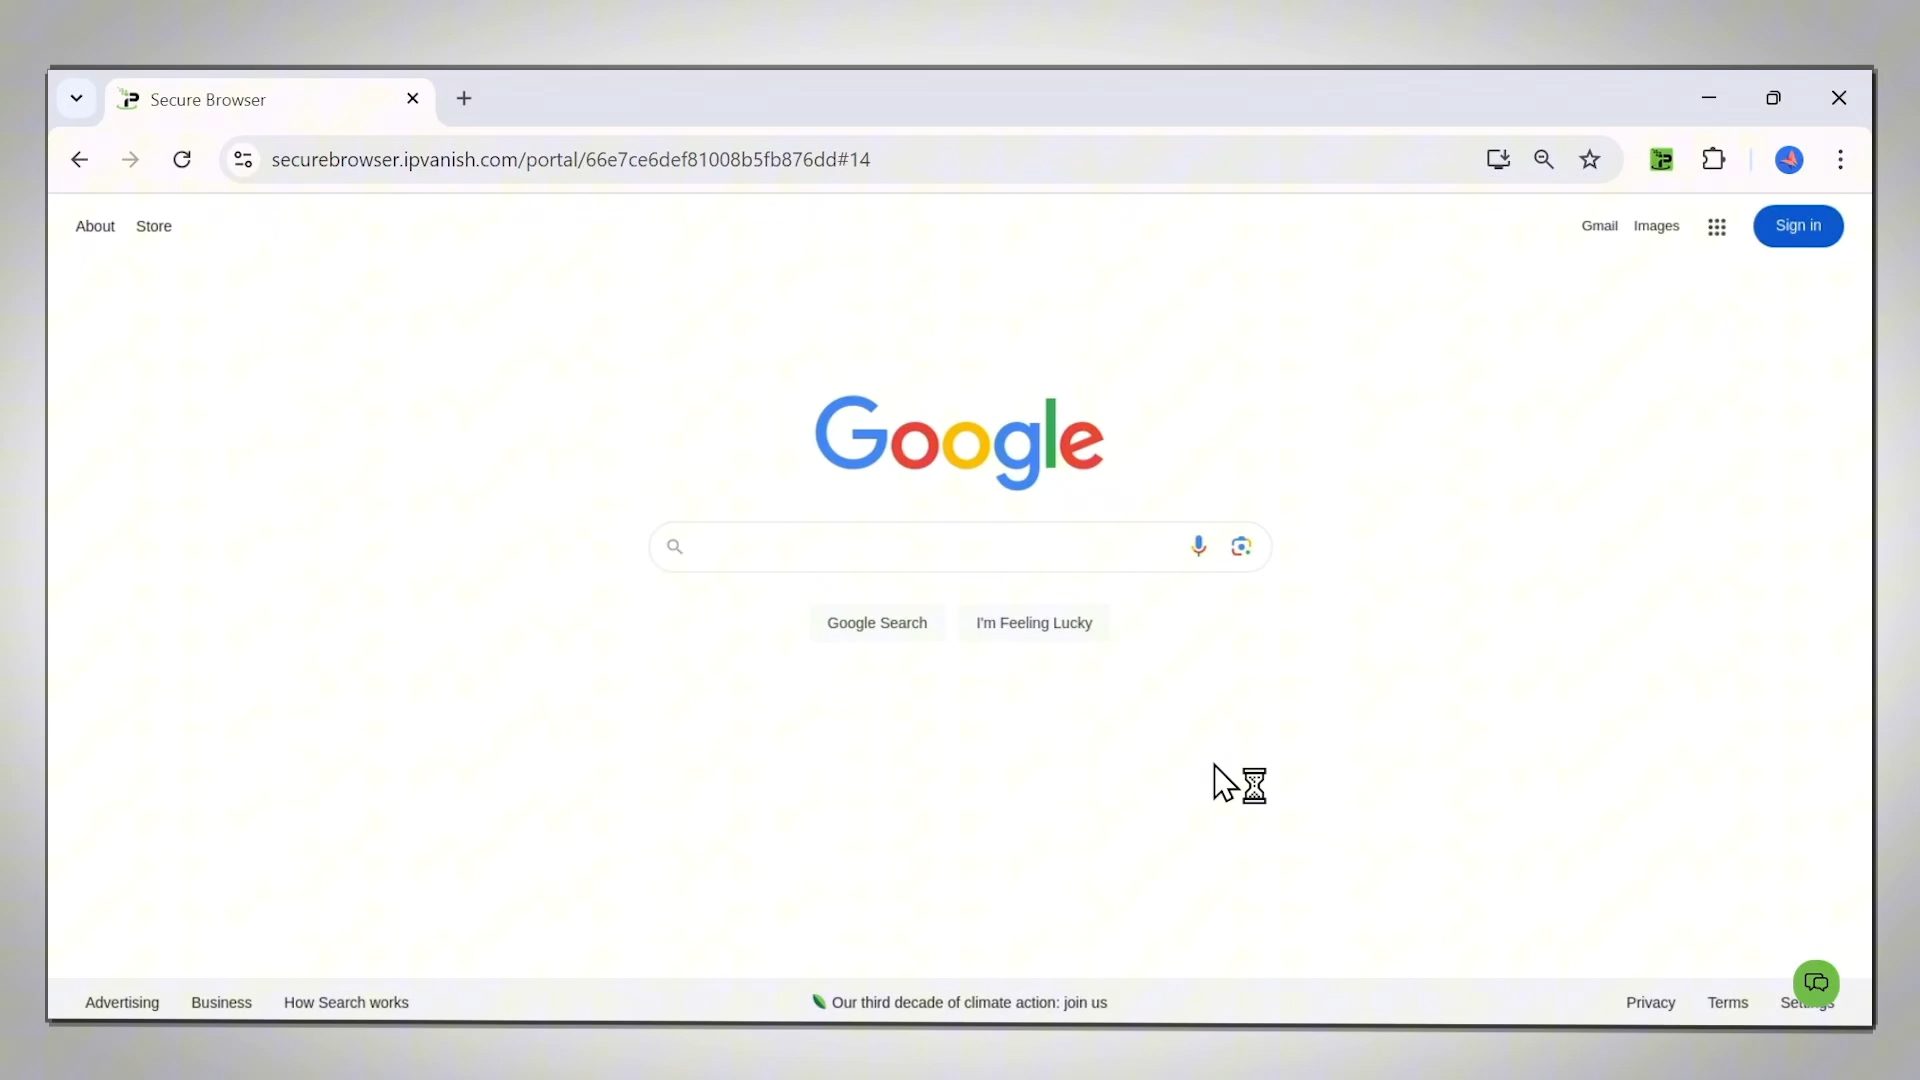 Secure Browser
securebrowser.ipvanish.com/portal/66e7ce6def81008b5fb876dd#14
About Store Gmail Images Sign in
Google
Google Search I'm Feeling Lucky
Advertising Business How Search works Our third decade of climate action: join us Privacy Terms Settings